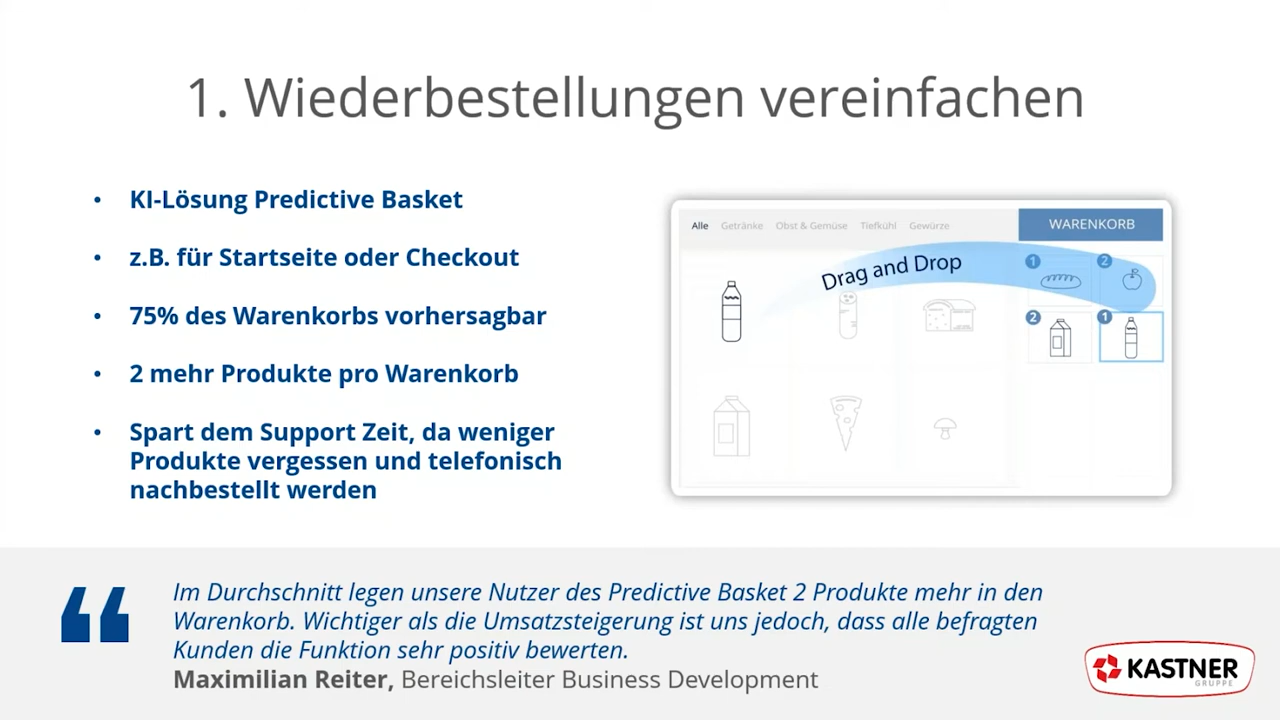 1. Wiederbestellungen vereinfachen
• KI-Lösung Predictive Basket
• z.B. für Startseite oder Checkout
• 75% des Warenkorbs vorhersagbar
• 2 mehr Produkte pro Warenkorb
• Spart dem Support Zeit, da weniger
Produkte vergessen und telefonisch
nachbestellt werden
Alle Getränke Obst & Gemüse Tiefkühl Gewürze WARENKORB
Drag and Drop
1 2
2 1
“ Im Durchschnitt legen unsere Nutzer des Predictive Basket 2 Produkte mehr in den
Warenkorb. Wichtiger als die Umsatzsteigerung ist uns jedoch, dass alle befragten
Kunden die Funktion sehr positiv bewerten.
Maximilian Reiter, Bereichsleiter Business Development
KASTNER
GRUPPE